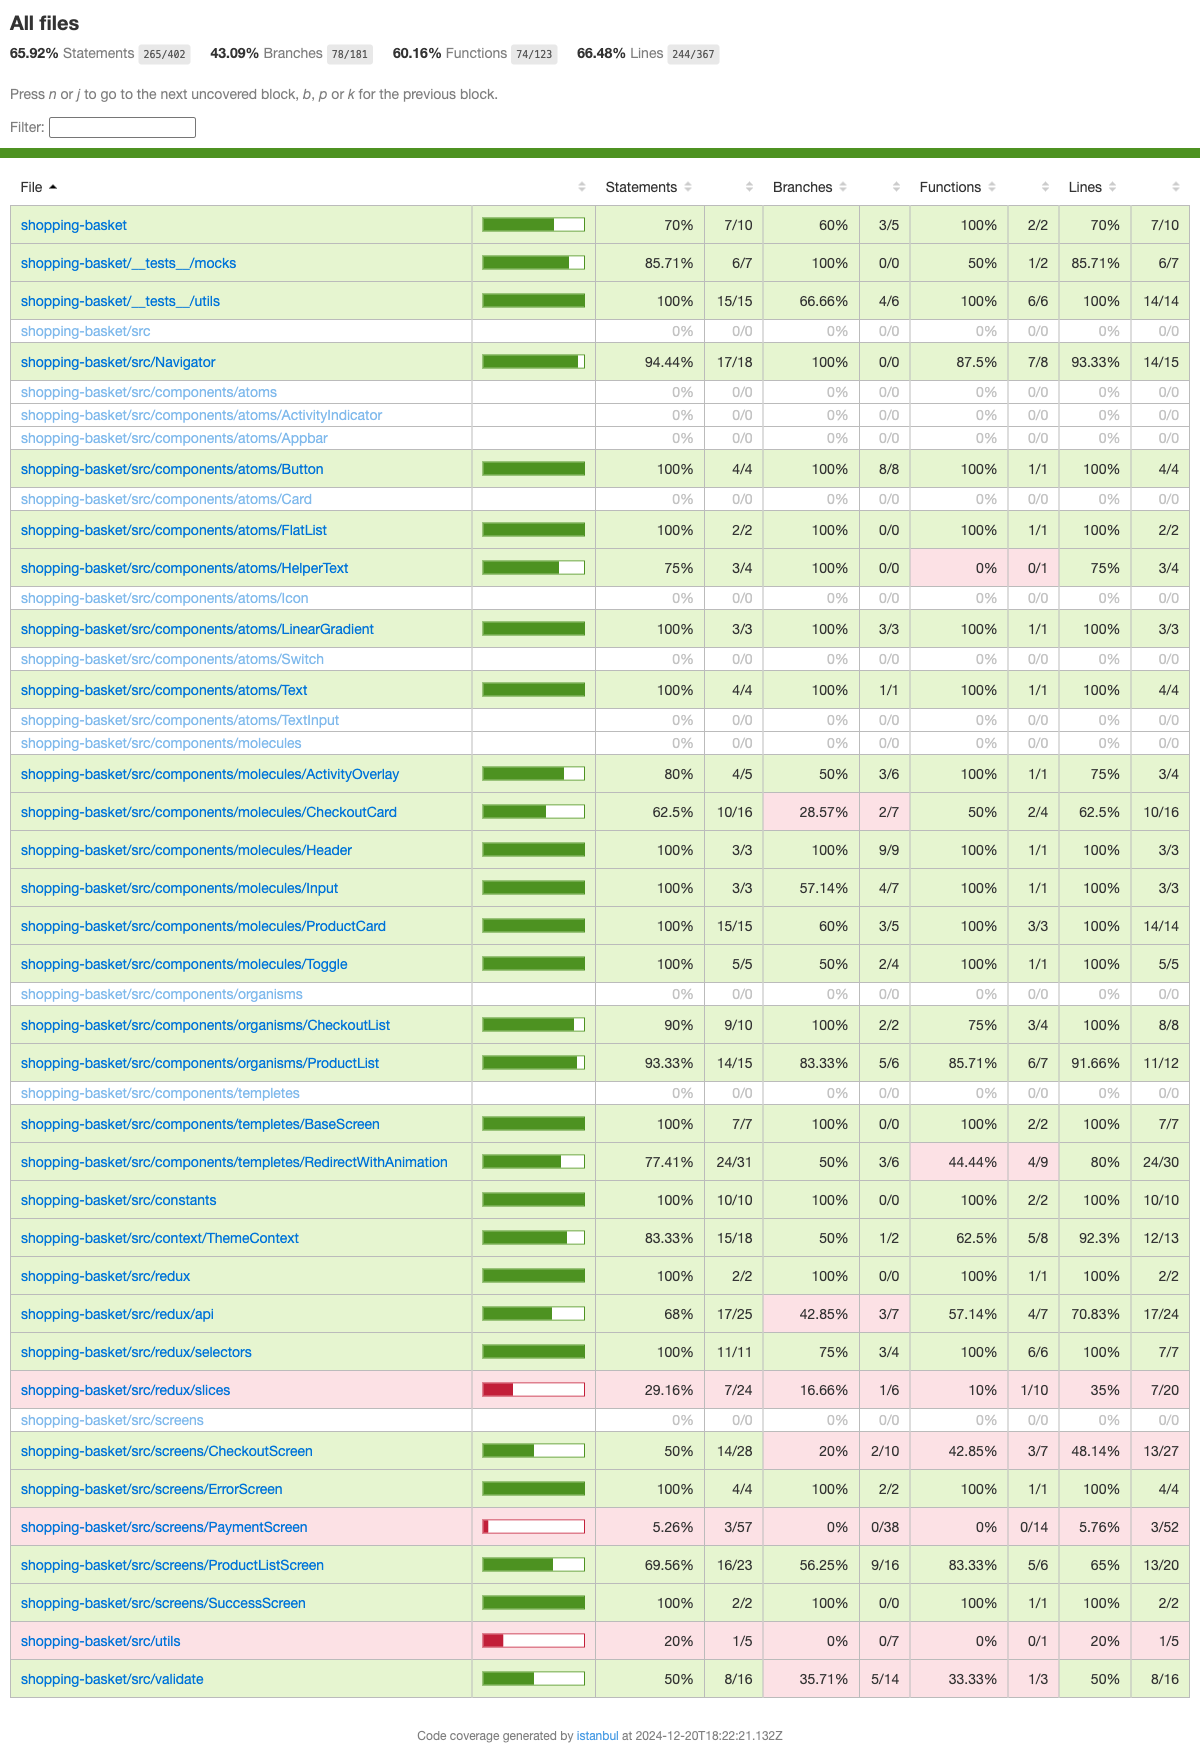 All files
65.92% Statements 265/402 43.09% Branches 78/181 60.16% Functions 74/123 66.48% Lines 244/367
Press n or j to go to the next uncovered block, b, p or k for the previous block.
Filter:
File Statements Branches Functions Lines
shopping-basket 70% 7/10 60% 3/5 100% 2/2 70% 7/10
shopping-basket/__tests__/mocks 85.71% 6/7 100% 0/0 50% 1/2 85.71% 6/7
shopping-basket/__tests__/utils 100% 15/15 66.66% 4/6 100% 6/6 100% 14/14
shopping-basket/src 0% 0/0 0% 0/0 0% 0/0 0% 0/0
shopping-basket/src/Navigator 94.44% 17/18 100% 0/0 87.5% 7/8 93.33% 14/15
shopping-basket/src/components/atoms 0% 0/0 0% 0/0 0% 0/0 0% 0/0
shopping-basket/src/components/atoms/ActivityIndicator 0% 0/0 0% 0/0 0% 0/0 0% 0/0
shopping-basket/src/components/atoms/Appbar 0% 0/0 0% 0/0 0% 0/0 0% 0/0
shopping-basket/src/components/atoms/Button 100% 4/4 100% 8/8 100% 1/1 100% 4/4
shopping-basket/src/components/atoms/Card 0% 0/0 0% 0/0 0% 0/0 0% 0/0
shopping-basket/src/components/atoms/FlatList 100% 2/2 100% 0/0 100% 1/1 100% 2/2
shopping-basket/src/components/atoms/HelperText 75% 3/4 100% 0/0 0% 0/1 75% 3/4
shopping-basket/src/components/atoms/Icon 0% 0/0 0% 0/0 0% 0/0 0% 0/0
shopping-basket/src/components/atoms/LinearGradient 100% 3/3 100% 3/3 100% 1/1 100% 3/3
shopping-basket/src/components/atoms/Switch 0% 0/0 0% 0/0 0% 0/0 0% 0/0
shopping-basket/src/components/atoms/Text 100% 4/4 100% 1/1 100% 1/1 100% 4/4
shopping-basket/src/components/atoms/TextInput 0% 0/0 0% 0/0 0% 0/0 0% 0/0
shopping-basket/src/components/molecules 0% 0/0 0% 0/0 0% 0/0 0% 0/0
shopping-basket/src/components/molecules/ActivityOverlay 80% 4/5 50% 3/6 100% 1/1 75% 3/4
shopping-basket/src/components/molecules/CheckoutCard 62.5% 10/16 28.57% 2/7 50% 2/4 62.5% 10/16
shopping-basket/src/components/molecules/Header 100% 3/3 100% 9/9 100% 1/1 100% 3/3
shopping-basket/src/components/molecules/Input 100% 3/3 57.14% 4/7 100% 1/1 100% 3/3
shopping-basket/src/components/molecules/ProductCard 100% 15/15 60% 3/5 100% 3/3 100% 14/14
shopping-basket/src/components/molecules/Toggle 100% 5/5 50% 2/4 100% 1/1 100% 5/5
shopping-basket/src/components/organisms 0% 0/0 0% 0/0 0% 0/0 0% 0/0
shopping-basket/src/components/organisms/CheckoutList 90% 9/10 100% 2/2 75% 3/4 100% 8/8
shopping-basket/src/components/organisms/ProductList 93.33% 14/15 83.33% 5/6 85.71% 6/7 91.66% 11/12
shopping-basket/src/components/templetes 0% 0/0 0% 0/0 0% 0/0 0% 0/0
shopping-basket/src/components/templetes/BaseScreen 100% 7/7 100% 0/0 100% 2/2 100% 7/7
shopping-basket/src/components/templetes/RedirectWithAnimation 77.41% 24/31 50% 3/6 44.44% 4/9 80% 24/30
shopping-basket/src/constants 100% 10/10 100% 0/0 100% 2/2 100% 10/10
shopping-basket/src/context/ThemeContext 83.33% 15/18 50% 1/2 62.5% 5/8 92.3% 12/13
shopping-basket/src/redux 100% 2/2 100% 0/0 100% 1/1 100% 2/2
shopping-basket/src/redux/api 68% 17/25 42.85% 3/7 57.14% 4/7 70.83% 17/24
shopping-basket/src/redux/selectors 100% 11/11 75% 3/4 100% 6/6 100% 7/7
shopping-basket/src/redux/slices 29.16% 7/24 16.66% 1/6 10% 1/10 35% 7/20
shopping-basket/src/screens 0% 0/0 0% 0/0 0% 0/0 0% 0/0
shopping-basket/src/screens/CheckoutScreen 50% 14/28 20% 2/10 42.85% 3/7 48.14% 13/27
shopping-basket/src/screens/ErrorScreen 100% 4/4 100% 2/2 100% 1/1 100% 4/4
shopping-basket/src/screens/PaymentScreen 5.26% 3/57 0% 0/38 0% 0/14 5.76% 3/52
shopping-basket/src/screens/ProductListScreen 69.56% 16/23 56.25% 9/16 83.33% 5/6 65% 13/20
shopping-basket/src/screens/SuccessScreen 100% 2/2 100% 0/0 100% 1/1 100% 2/2
shopping-basket/src/utils 20% 1/5 0% 0/7 0% 0/1 20% 1/5
shopping-basket/src/validate 50% 8/16 35.71% 5/14 33.33% 1/3 50% 8/16
Code coverage generated by istanbul at 2024-12-20T18:22:21.132Z